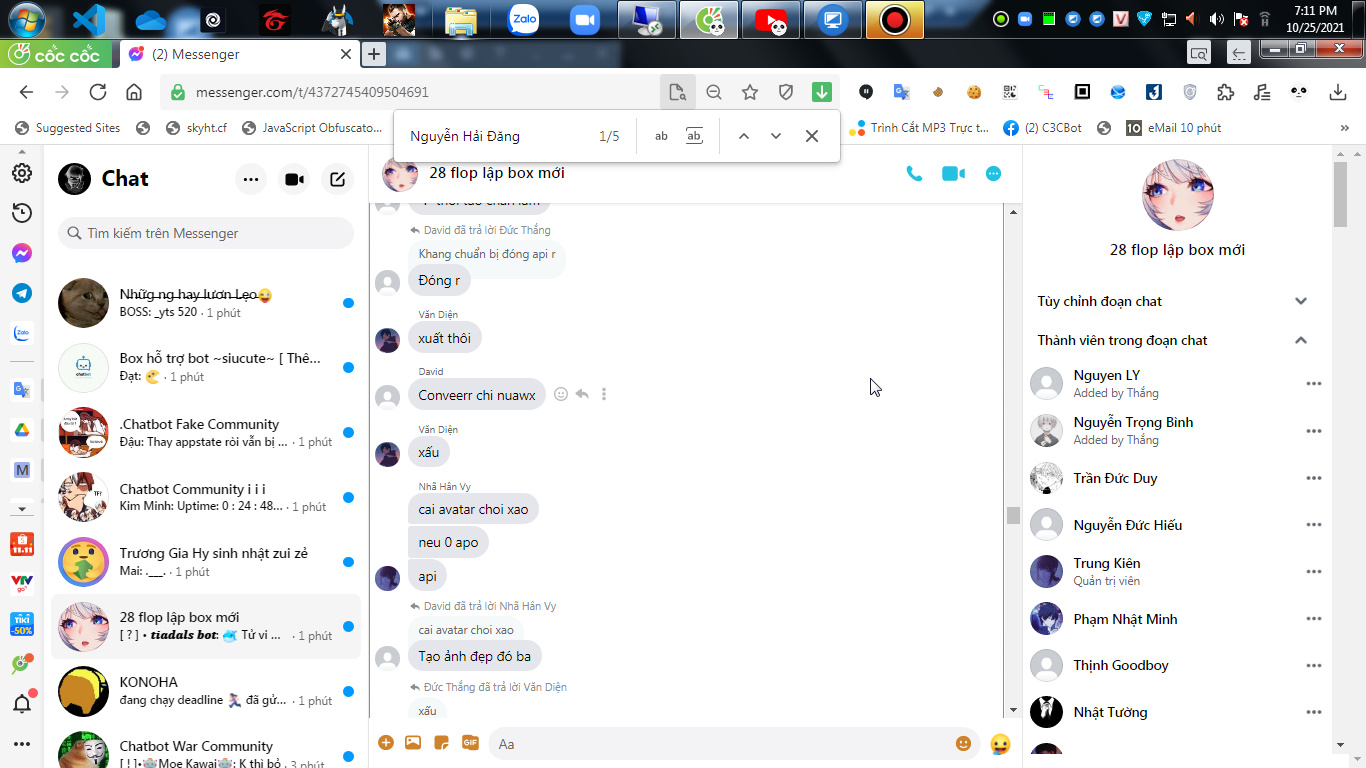 7:11 PM
10/25/2021
Zalo
CỐC CỐC
(2) Messenger
messenger.com/t/4372745409504691
Suggested Sites
skyht.cf
JavaScript Obfuscato...
Trình Cắt MP3 Trực t...
(2) C3CBot
10
eMail 10 phút
»
Nguyễn Hải Đăng
1/5
ab
ab
Chat
Tìm kiếm trên Messenger
Những ng hay lươn Lẹo😜
BOSS: _yts 520 · 1 phút
Box hỗ trợ bot ~siucute~ [ Thê...
Đạt: · 1 phút
.Chatbot Fake Community
Đậu: Thay appstate ròi vẫn bị ... · 1 phút
Chatbot Community i i i
Kim Minh: Uptime: 0 : 24 : 48... · 1 phút
Trương Gia Hy sinh nhật zui zẻ
Mai: .___. · 1 phút
28 flop lập box mới
[ ? ] • tiadals bot: 🐳 Tử vi ... · 1 phút
KONOHA
đang chạy deadline 🏃🏻‍♀️ đã gử... · 1 phút
Chatbot War Community
[ ! ]•🤖Moe Kawai🤖: K thì bỏ · 3 phút
Zalo
M
11.11
VTV
go
TIKI
-50%
28 flop lập box mới
David đã trả lời Đức Thắng
Khang chuẩn bị đóng api r
Đóng r
Văn Diện
xuất thôi
David
Conveerr chi nuawx
Văn Diện
xấu
Nhã Hân Vy
cai avatar choi xao
neu 0 apo
api
David đã trả lời Nhã Hân Vy
cai avatar choi xao
Tạo ảnh đẹp đó ba
Đức Thắng đã trả lời Văn Diện
xấu
GIF
Aa
28 flop lập box mới
Tùy chỉnh đoạn chat
Thành viên trong đoạn chat
Nguyen LY
Added by Thắng
Nguyễn Trọng Bình
Added by Thắng
Trần Đức Duy
Nguyễn Đức Hiếu
Trung Kiên
Quản trị viên
Phạm Nhật Minh
Thịnh Goodboy
Nhật Tường